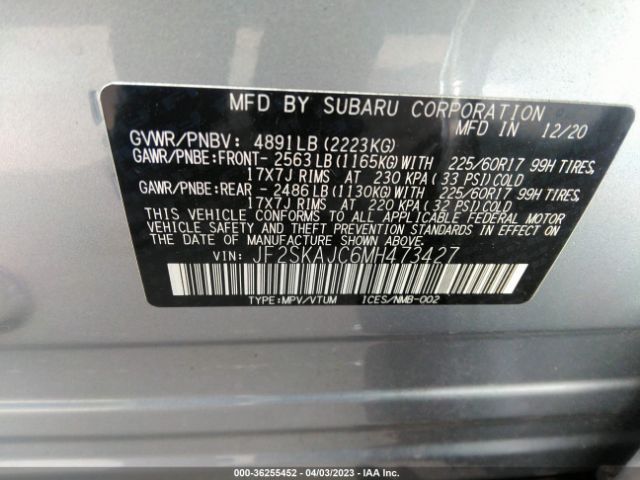 MFD BY SUBARU CORPORATION
MFD IN 12/20
GVWR/PNBV: 4891LB(2223KG)
GAWR/PNBE:FRONT- 2563LB(1165KG)WITH 225/60R17 99H TIRES,
17X7J RIMS AT 230 KPA(33 PSI)COLD
GAWR/PNBE:REAR - 2486LB(1130KG)WITH 225/60R17 99H TIRES,
17X7J RIMS AT 220 KPA(32 PSI)COLD
THIS VEHICLE CONFORMS TO ALL APPLICABLE FEDERAL MOTOR
VEHICLE SAFETY AND THEFT PREVENTION STANDARDS IN EFFECT ON
THE DATE OF MANUFACTURE SHOWN ABOVE.
VIN: JF2SKAJC6MH473427
TYPE:MPV/VTUM ICES/NMB-002
000-36255452 - 04/03/2023 - IAA Inc.